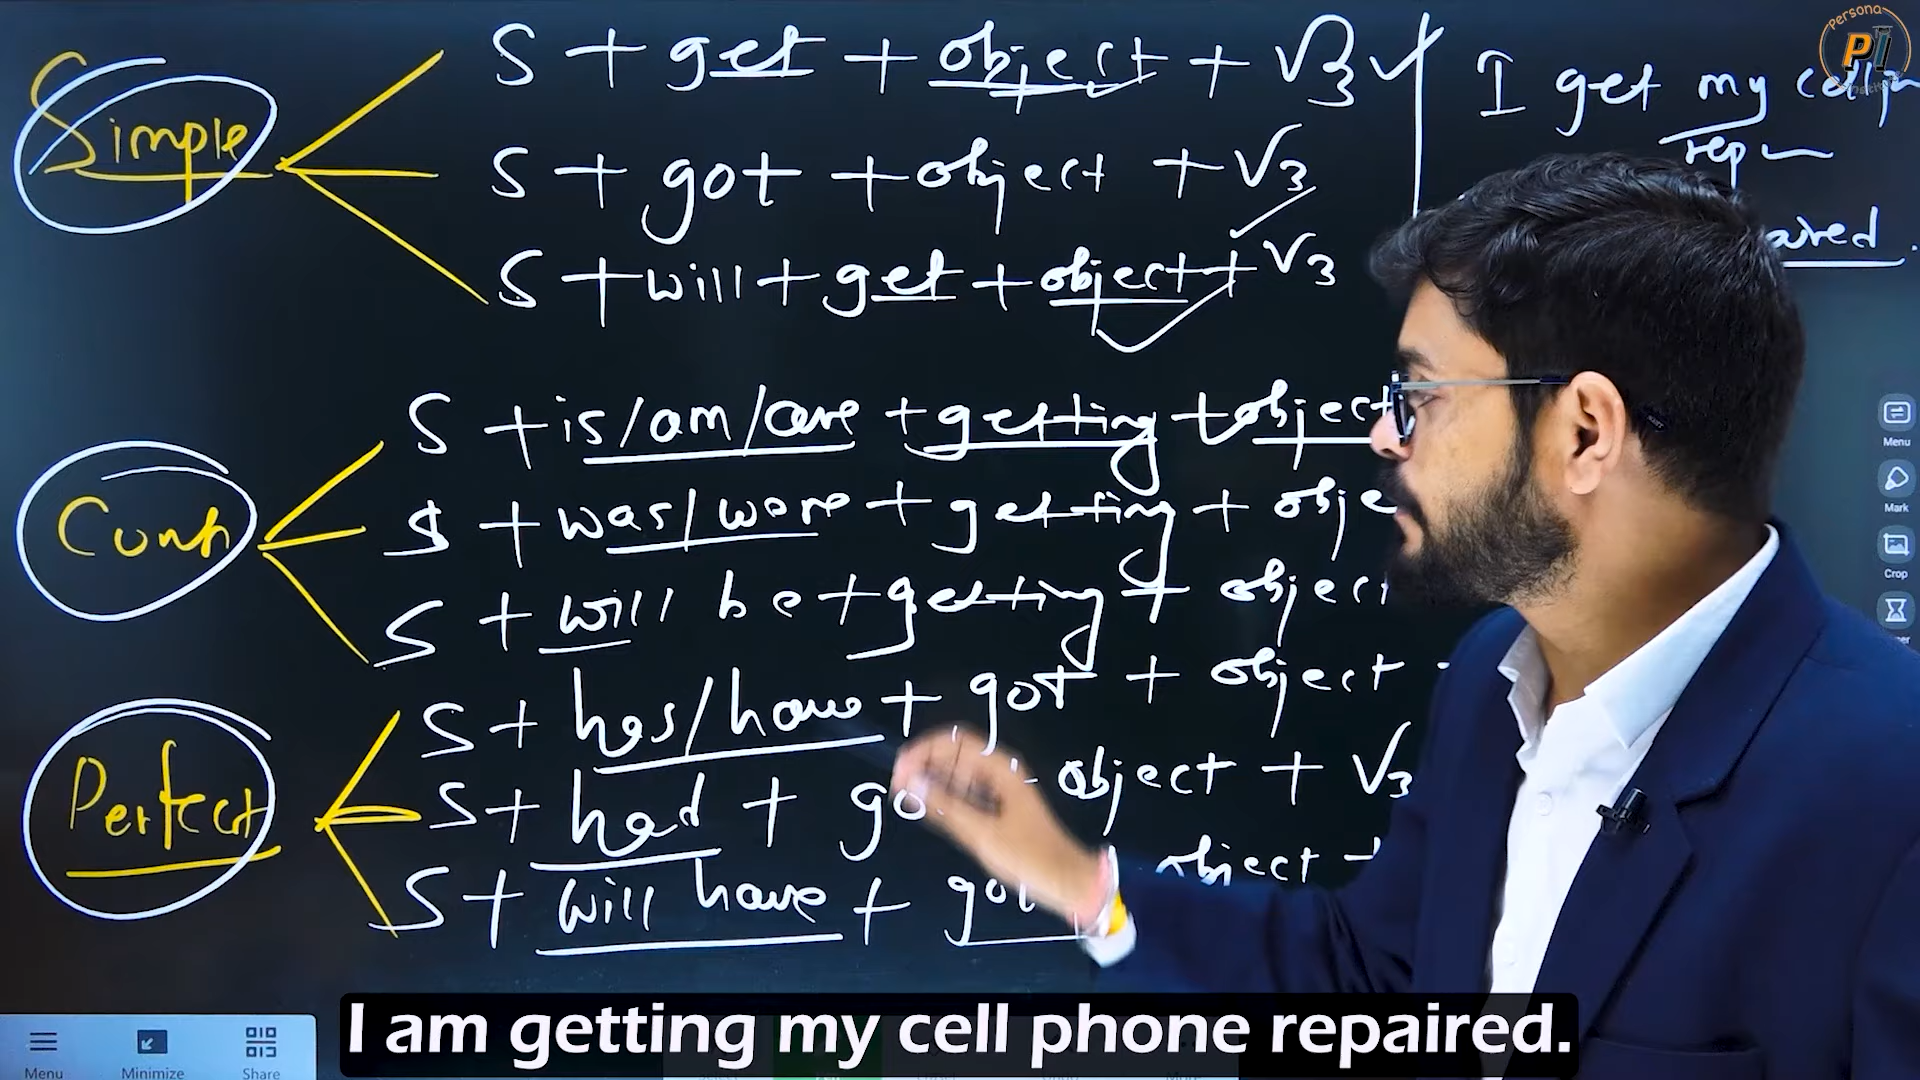 Simple
S + get + object + V3
S + got + object + V3
S + will + get + object + V3
I get my cell
aired.
Persona
PI
Cont
S + is/am/are + getting + object
S + was/were + getting + obje
S + will be + getting + object
Perfect
S + has/have + got + object
S + had + go object + V3
S + will have + got object +
Menu
Mark
Crop
I am getting my cell phone repaired.
Menu
Minimize
Share